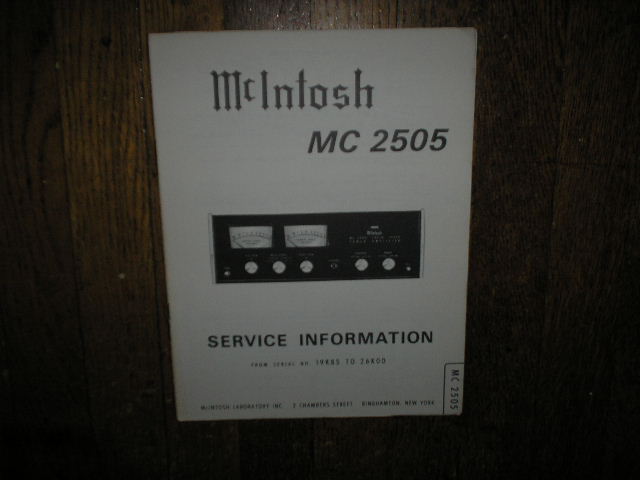 McIntosh
MC 2505
McIntosh
SERVICE INFORMATION
FROM SERIAL NO. 19K85 TO 26K00
McINTOSH LABORATORY INC. 2 CHAMBERS STREET BINGHAMTON, NEW YORK
MC 2505